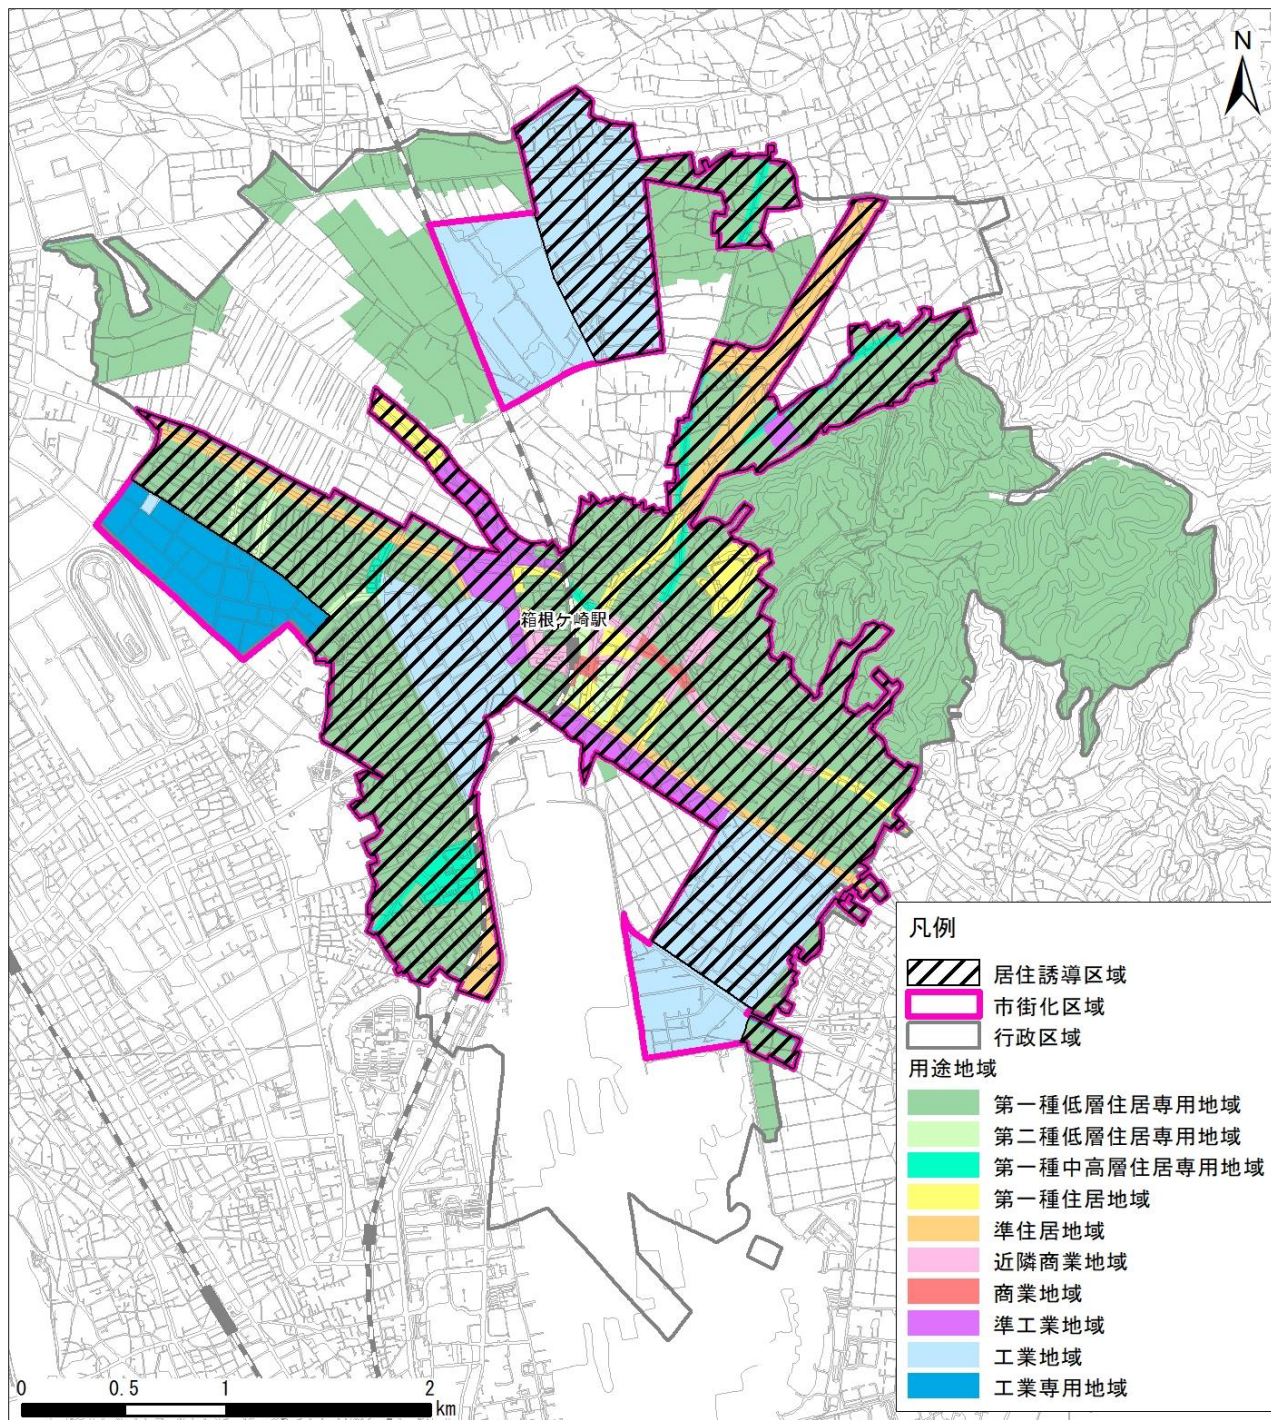 N
箱根ケ崎駅
凡例
居住誘導区域
市街化区域
行政区域
用途地域
第一種低層住居専用地域
第二種低層住居専用地域
第一種中高層住居専用地域
第一種住居地域
準住居地域
近隣商業地域
商業地域
準工業地域
工業地域
工業専用地域
0 0.5 1 2
km